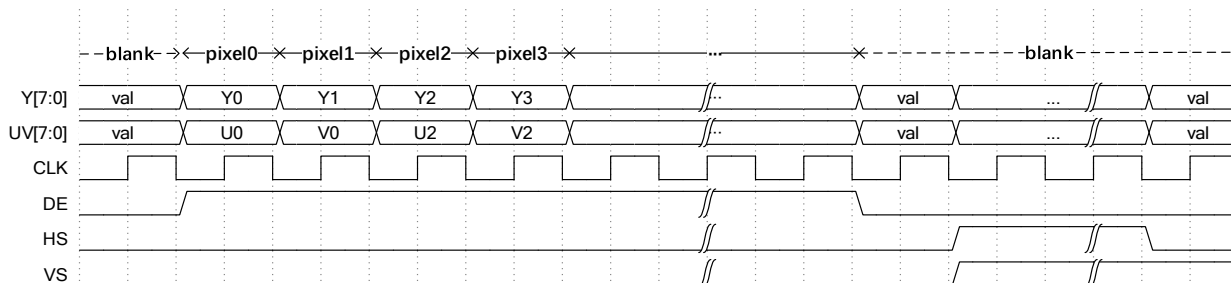 blank pixel0 pixel1 pixel2 pixel3 ... blank
Y[7:0] val Y0 Y1 Y2 Y3 ... val ... val
UV[7:0] val U0 V0 U2 V2 ... val ... val
CLK
DE
HS
VS